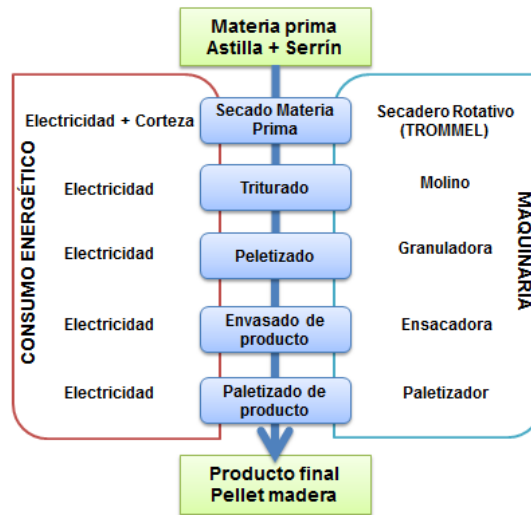 Materia prima
Astilla + Serrín
CONSUMO ENERGÉTICO
MAQUINARIA
Electricidad + Corteza
Secado Materia
Prima
Secadero Rotativo
(TROMMEL)
Electricidad
Triturado
Molino
Electricidad
Peletizado
Granuladora
Electricidad
Envasado de
producto
Ensacadora
Electricidad
Paletizado de
producto
Paletizador
Producto final
Pellet madera